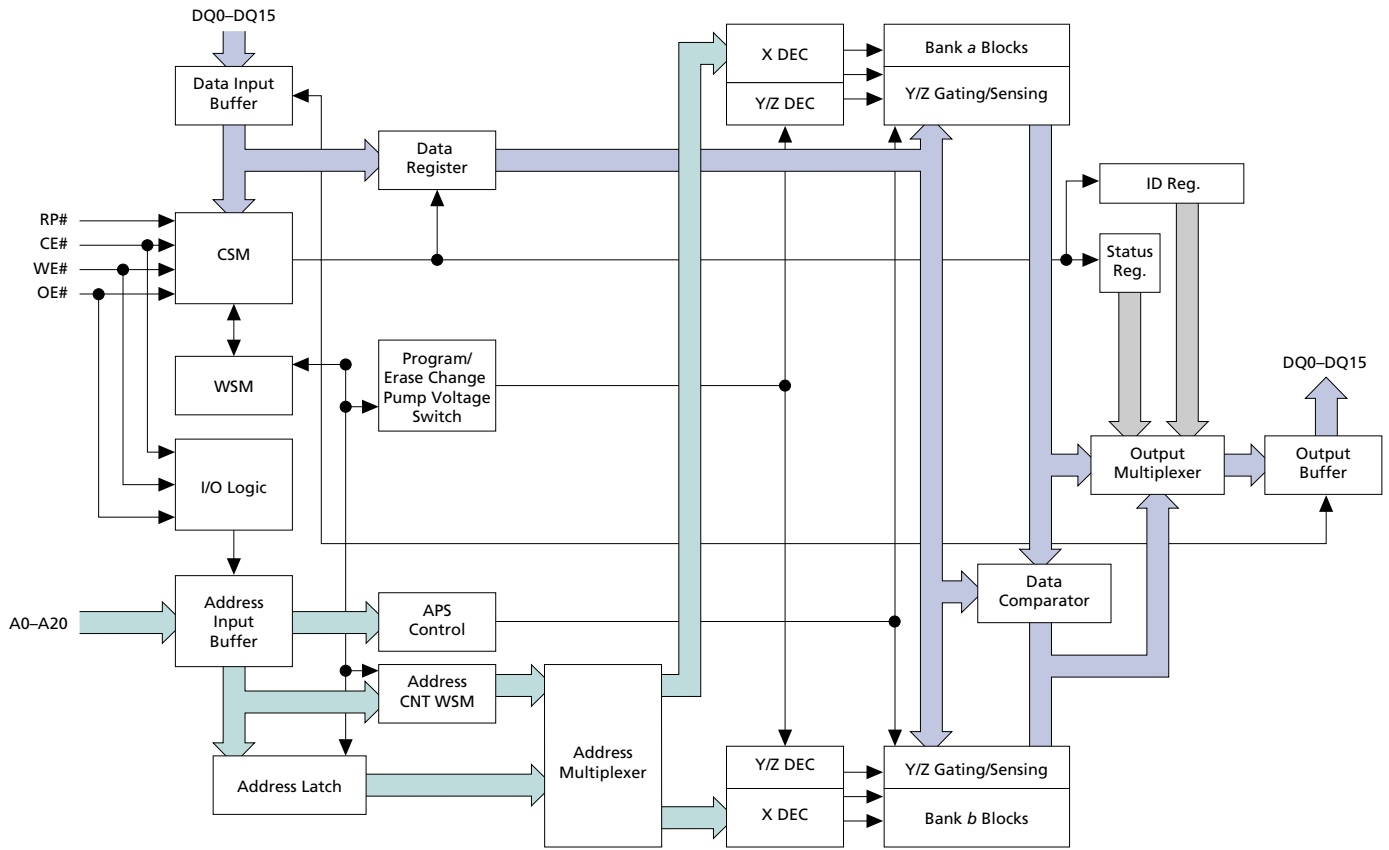 DQ0–DQ15
Data Input
Buffer
Data
Register
X DEC
Y/Z DEC
Bank a Blocks
Y/Z Gating/Sensing
ID Reg.
Status
Reg.
RP#
CE#
WE#
OE#
CSM
WSM
Program/
Erase Change
Pump Voltage
Switch
I/O Logic
DQ0–DQ15
Output
Multiplexer
Output
Buffer
A0–A20
Address
Input
Buffer
APS
Control
Data
Comparator
Address
CNT WSM
Address
Multiplexer
Address Latch
Y/Z DEC
X DEC
Y/Z Gating/Sensing
Bank b Blocks